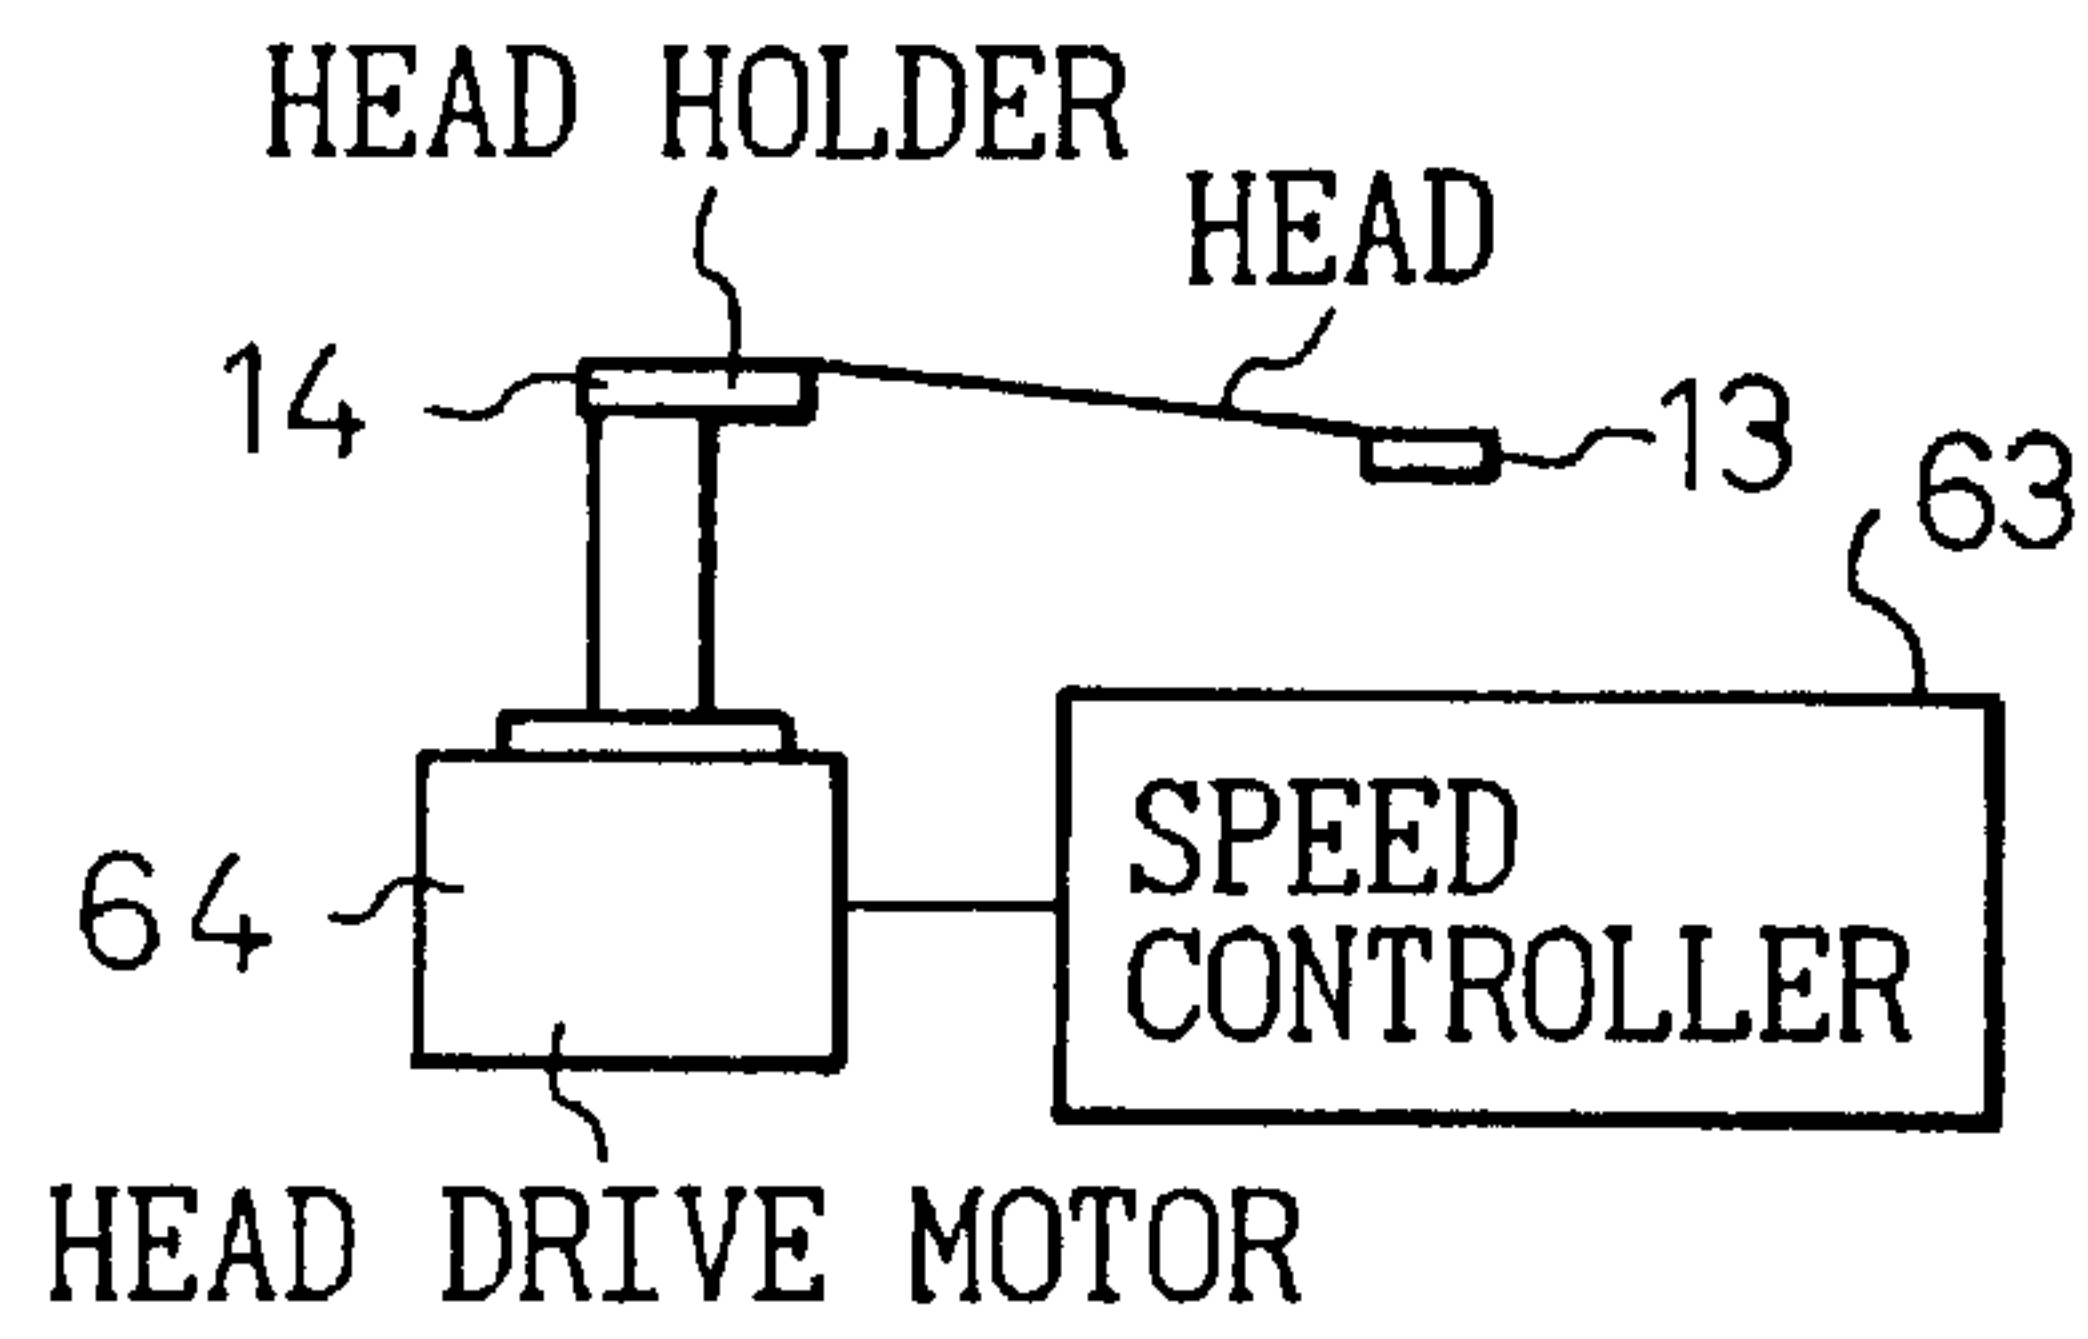 HEAD HOLDER
HEAD
14
13
63
SPEED
CONTROLLER
64
HEAD DRIVE MOTOR